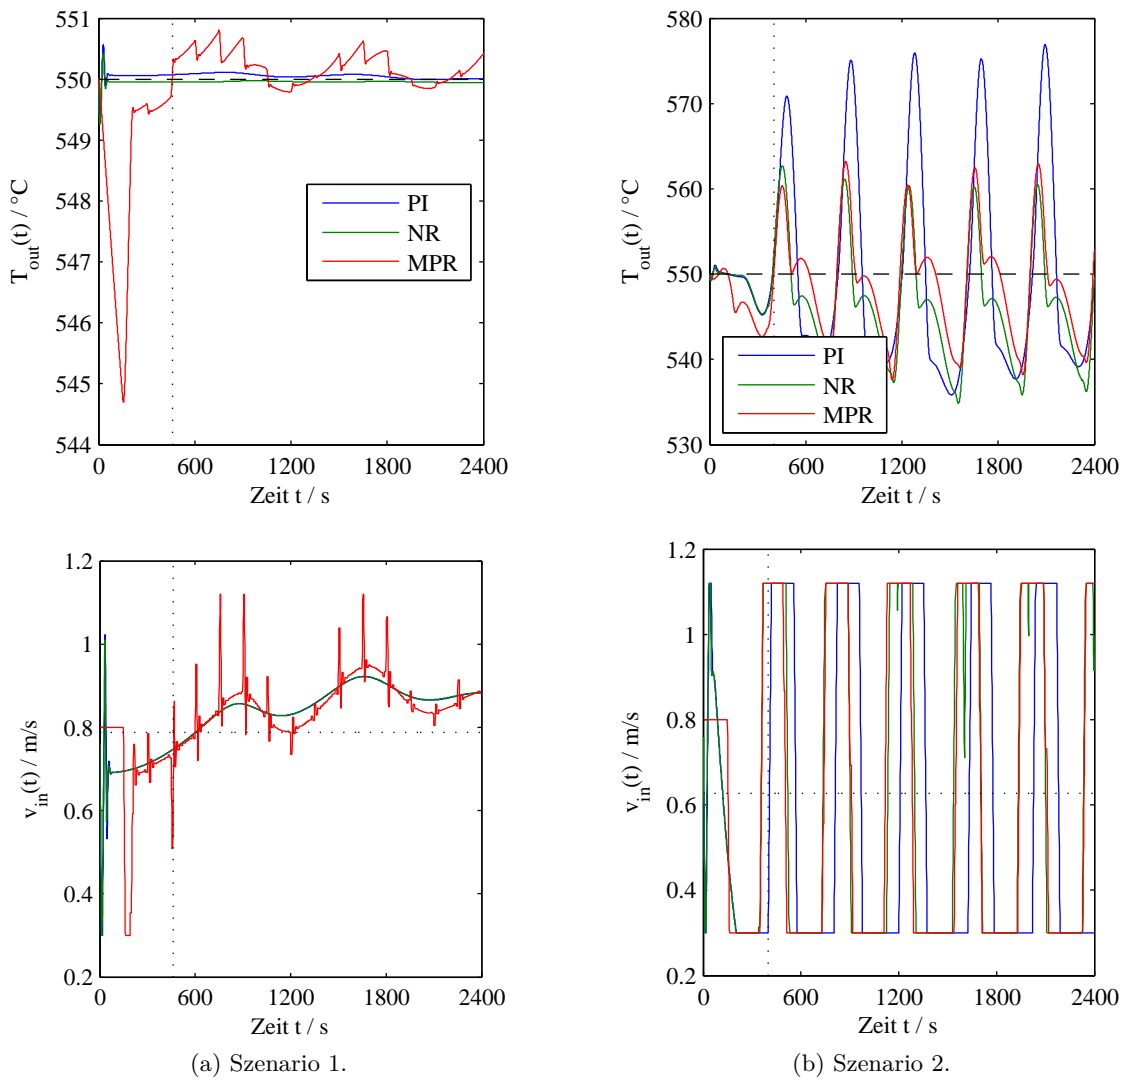 551
550
549
548
547
546
545
544
T_out(t) / °C
PI
NR
MPR
0 600 1200 1800 2400
Zeit t / s
580
570
560
550
540
530
T_out(t) / °C
PI
NR
MPR
0 600 1200 1800 2400
Zeit t / s
1.2
1
0.8
0.6
0.4
0.2
v_in(t) / m/s
0 600 1200 1800 2400
Zeit t / s
(a) Szenario 1.
1.2
1
0.8
0.6
0.4
0.2
v_in(t) / m/s
0 600 1200 1800 2400
Zeit t / s
(b) Szenario 2.